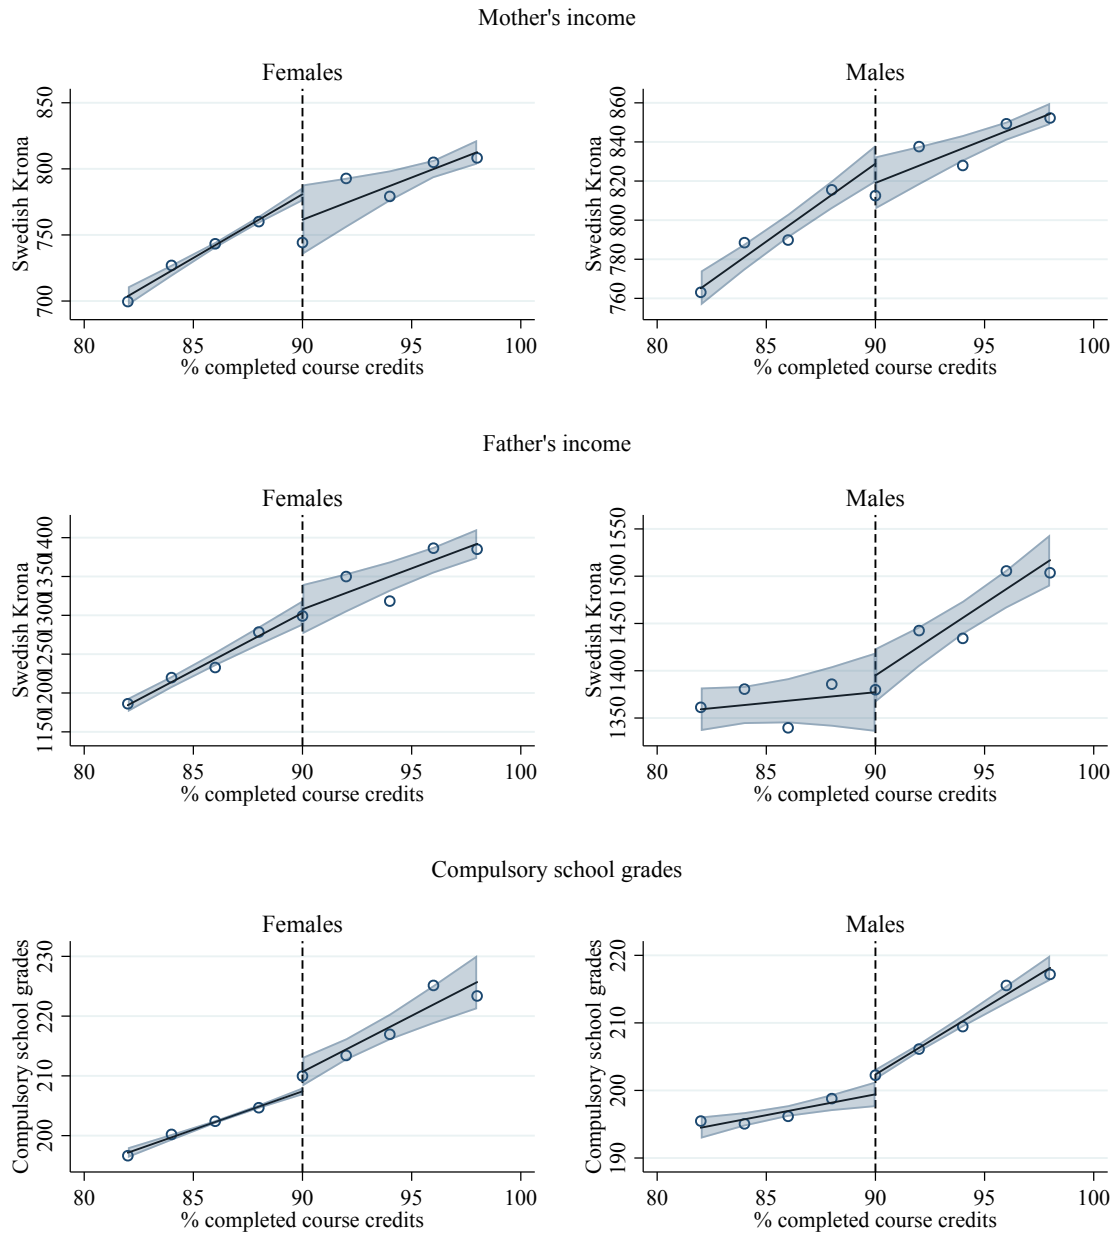 Mother's income
Females
Males
Swedish Krona
850
800
750
700
80 85 90 95 100
% completed course credits
Swedish Krona
860
840
820
800
780
760
80 85 90 95 100
% completed course credits
Father's income
Females
Males
Swedish Krona
1400
1350
1300
1250
1200
1150
80 85 90 95 100
% completed course credits
Swedish Krona
1550
1500
1450
1400
1350
80 85 90 95 100
% completed course credits
Compulsory school grades
Females
Males
Compulsory school grades
230
220
210
200
80 85 90 95 100
% completed course credits
Compulsory school grades
220
210
200
190
80 85 90 95 100
% completed course credits